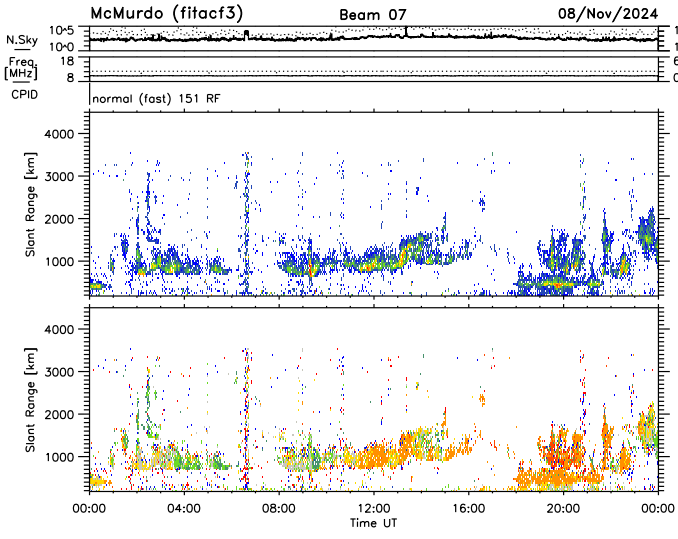 McMurdo (fitacf3) Beam 07 08/Nov/2024
10^5
N.Sky
10^0
Freq. 18
[MHz] 8
CPID normal (fast) 151 RF
Slant Range [km]
4000
3000
2000
1000
Slant Range [km]
4000
3000
2000
1000
00:00 04:00 08:00 12:00 16:00 20:00 00:00
Time UT